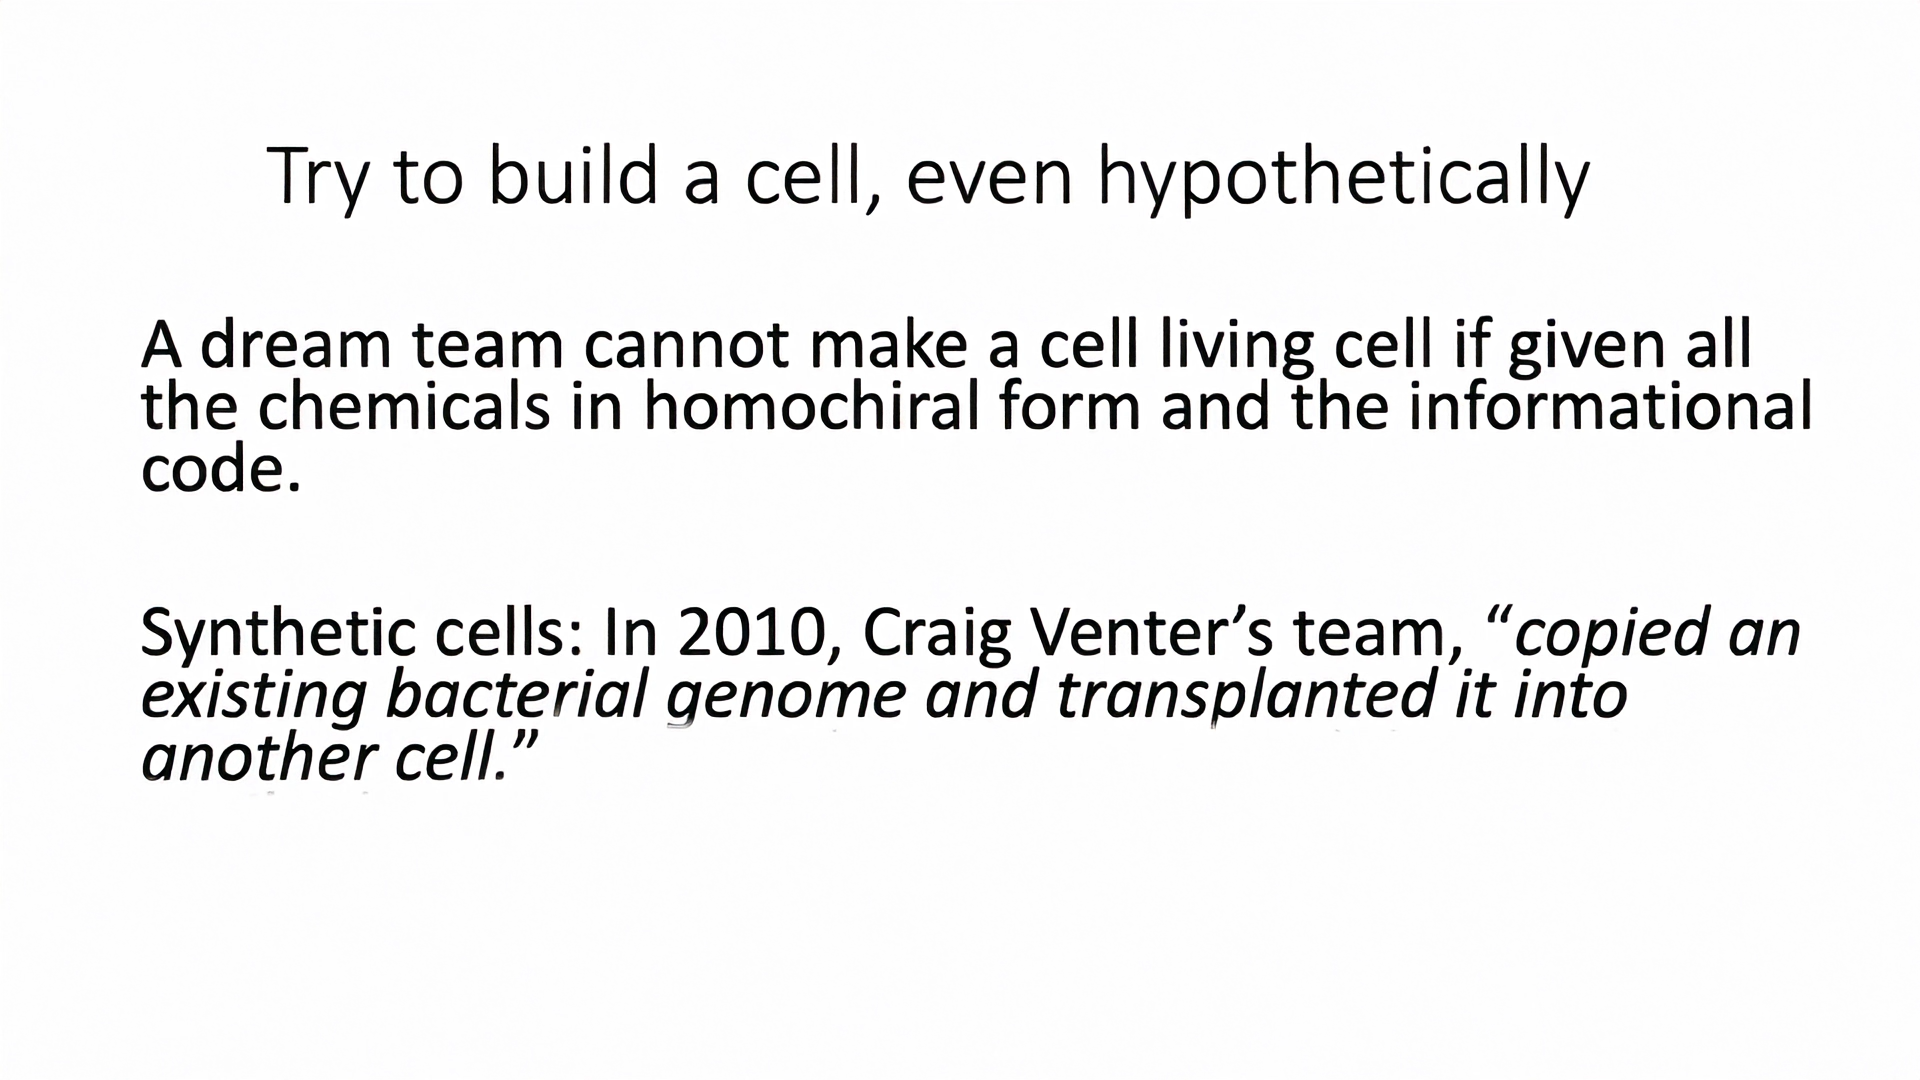 Try to build a cell, even hypothetically
A dream team cannot make a cell living cell if given all
the chemicals in homochiral form and the informational
code.
Synthetic cells: In 2010, Craig Venter’s team, “copied an
existing bacterial genome and transplanted it into
another cell.”